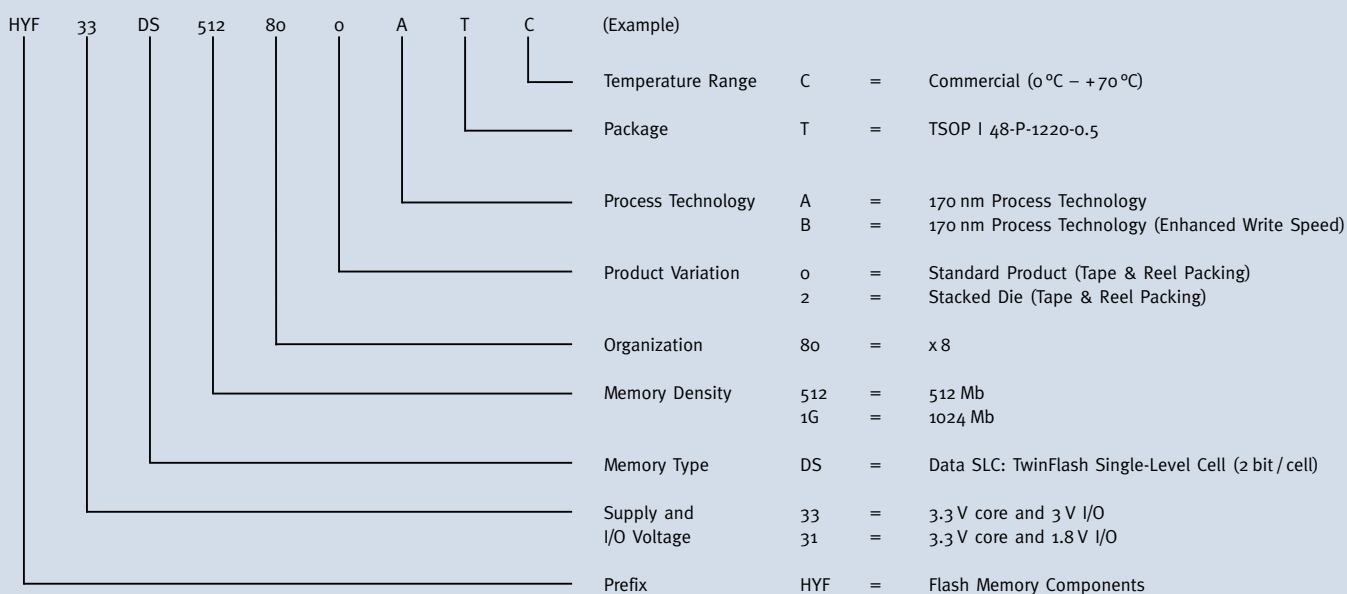 HYF 33 DS 512 80 0 A T C (Example)
Temperature Range C = Commercial (0 °C – +70 °C)
Package T = TSOP I 48-P-1220-0.5
Process Technology A = 170 nm Process Technology
B = 170 nm Process Technology (Enhanced Write Speed)
Product Variation 0 = Standard Product (Tape & Reel Packing)
2 = Stacked Die (Tape & Reel Packing)
Organization 80 = x 8
Memory Density 512 = 512 Mb
1G = 1024 Mb
Memory Type DS = Data SLC: TwinFlash Single-Level Cell (2 bit / cell)
Supply and 33 = 3.3 V core and 3 V I/O
I/O Voltage 31 = 3.3 V core and 1.8 V I/O
Prefix HYF = Flash Memory Components